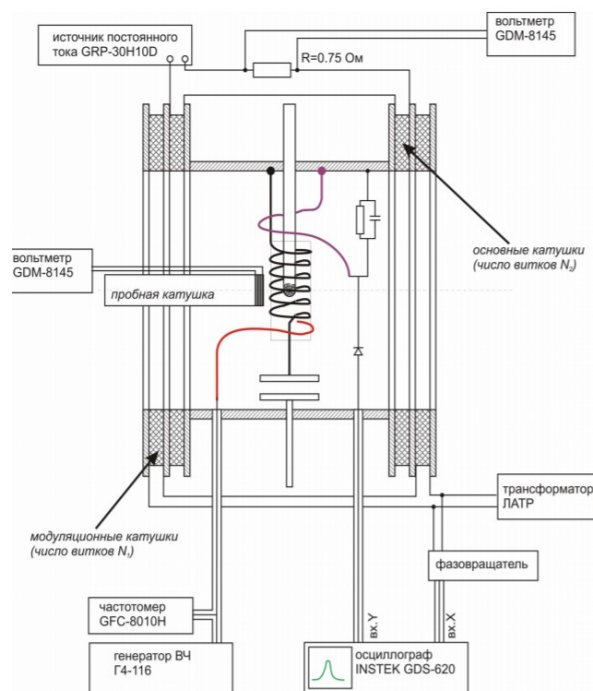 источник постоянного
тока GPR-30H10D
R=0.75 Ом
вольтметр
GDM-8145
вольтметр
GDM-8145
пробная катушка
основные катушки
(число витков N₂)
модуляционные катушки
(число витков N₁)
трансформатор
ЛАТР
фазовращатель
частотомер
GFC-8010H
генератор ВЧ
Г4-116
вх.Y
вх.X
осциллограф
INSTEK GDS-620